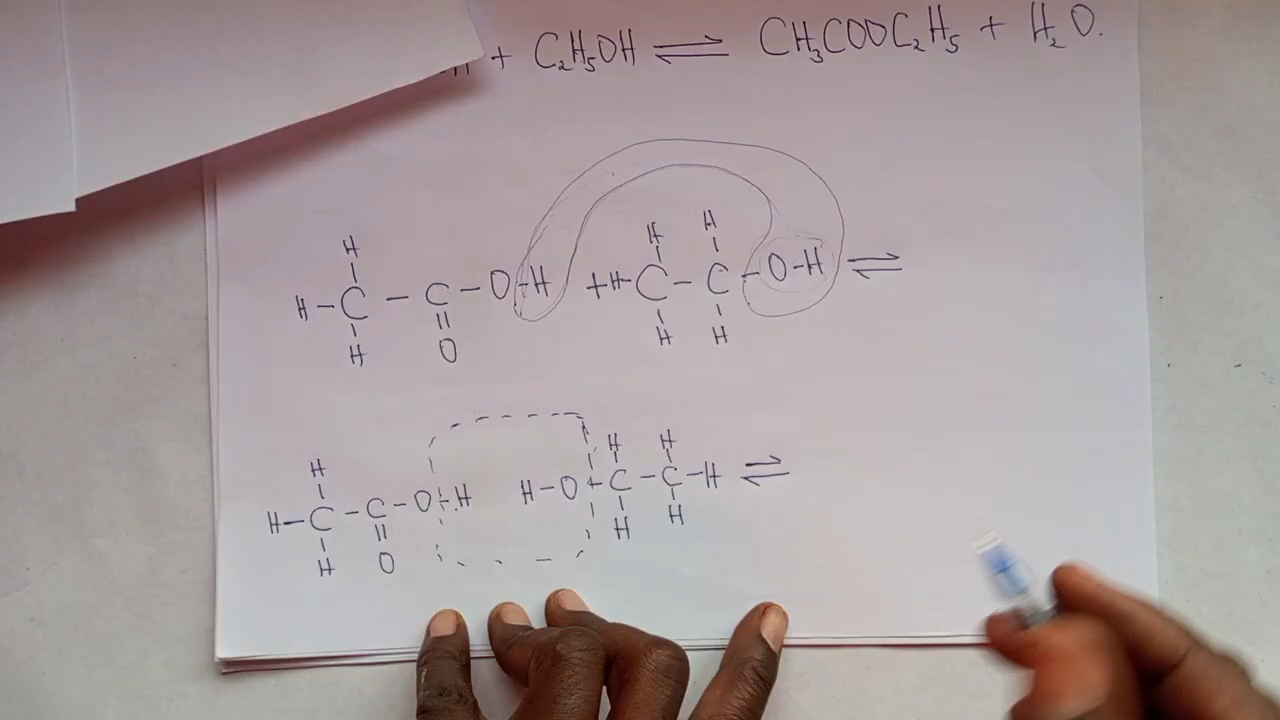 + C₂H₅OH ⇌ CH₃COOC₂H₅ + H₂O.
H H H
H – C – C – O – H + H – C – C – O – H ⇌
H O H H
H H H
H – C – C – O – H H – O – C – C – H ⇌
H O H H